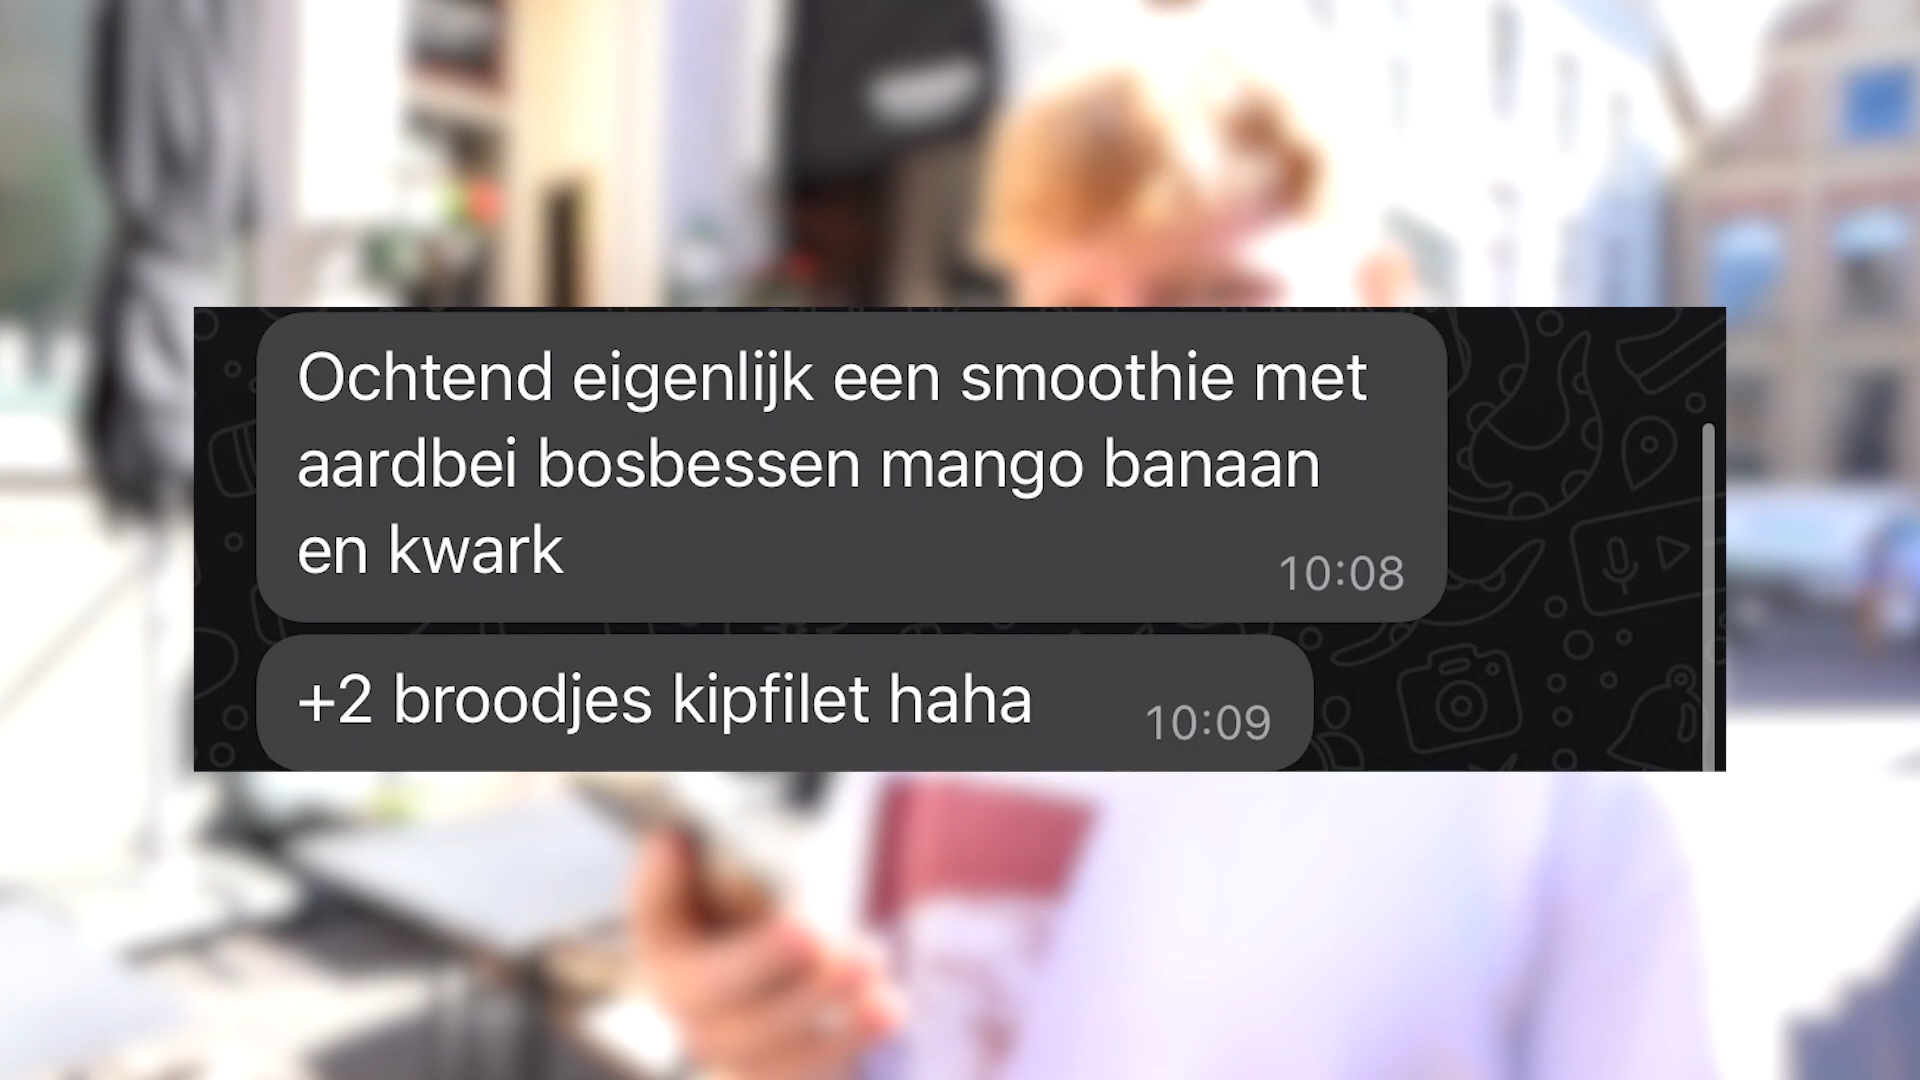 Ochtend eigenlijk een smoothie met
aardbei bosbessen mango banaan
en kwark
10:08
+2 broodjes kipfilet haha
10:09